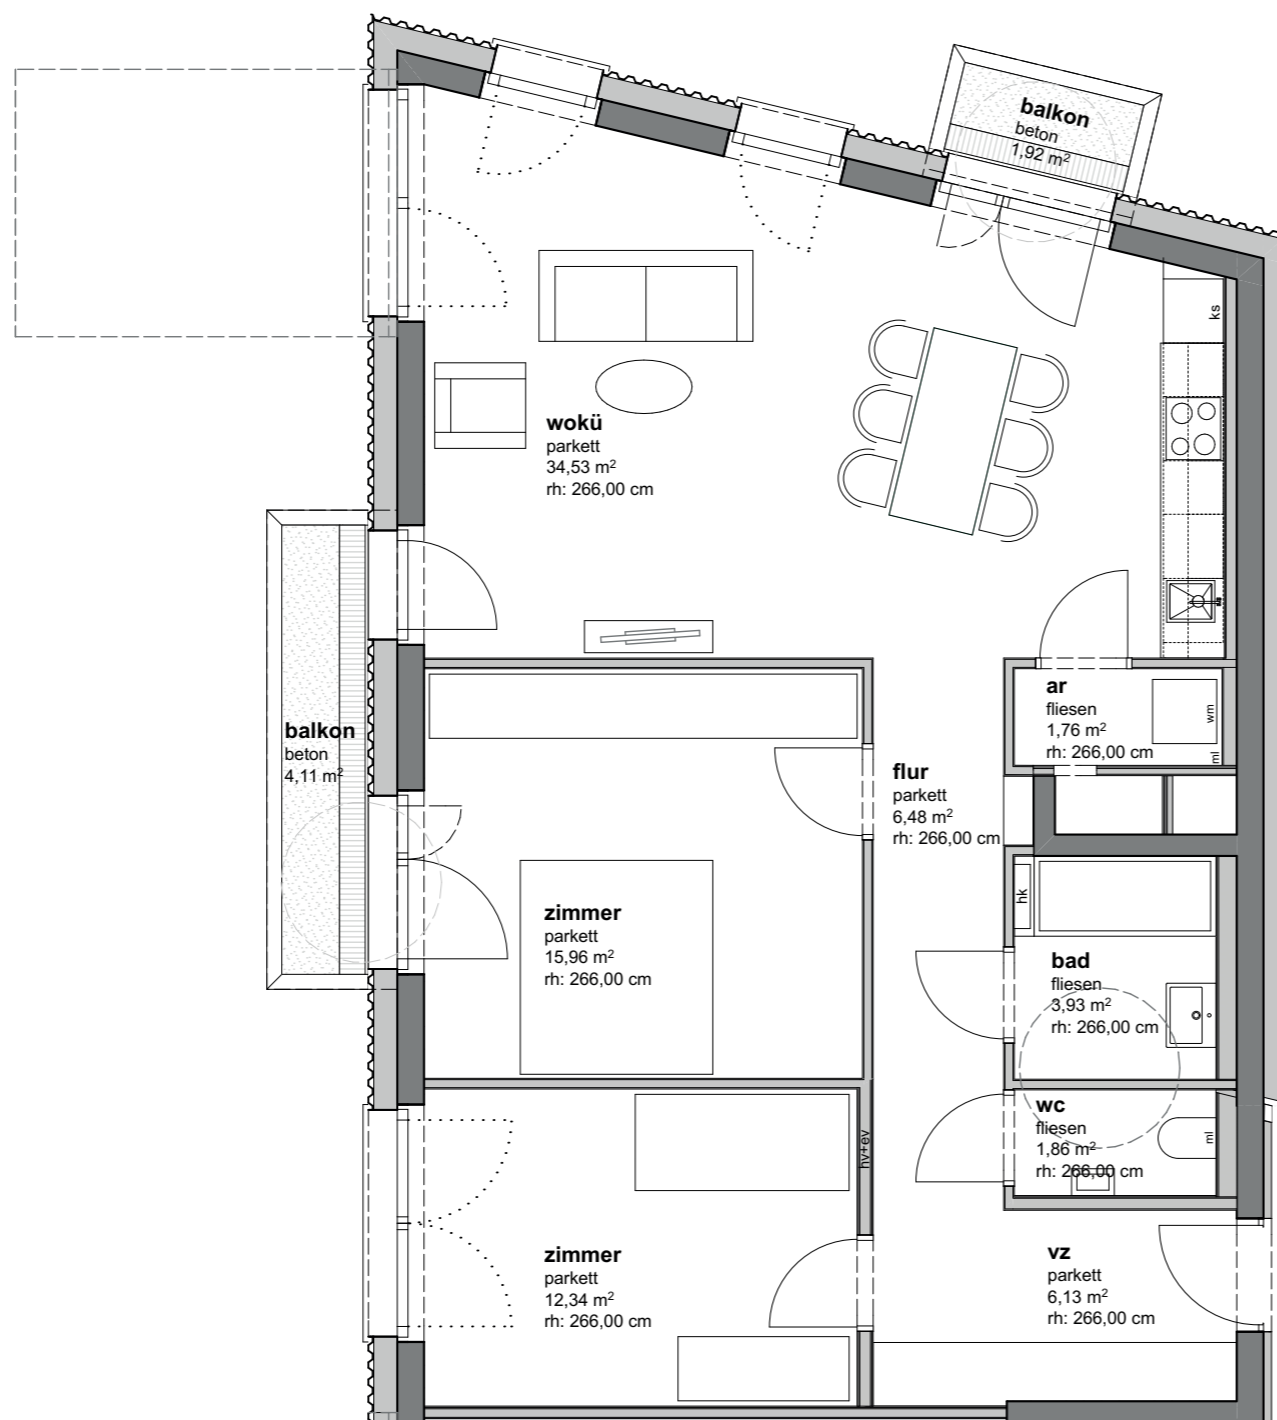 balkon
beton
1,92 m²
ks
wokü
parkett
34,53 m²
rh: 266,00 cm
ar
fliesen
1,76 m²
rh: 266,00 cm
wm
ml
balkon
beton
4,11 m²
flur
parkett
6,48 m²
rh: 266,00 cm
zimmer
parkett
15,96 m²
rh: 266,00 cm
hk
bad
fliesen
3,93 m²
rh: 266,00 cm
wc
fliesen
1,86 m²
rh: 266,00 cm
ml
hv+ev
zimmer
parkett
12,34 m²
rh: 266,00 cm
vz
parkett
6,13 m²
rh: 266,00 cm